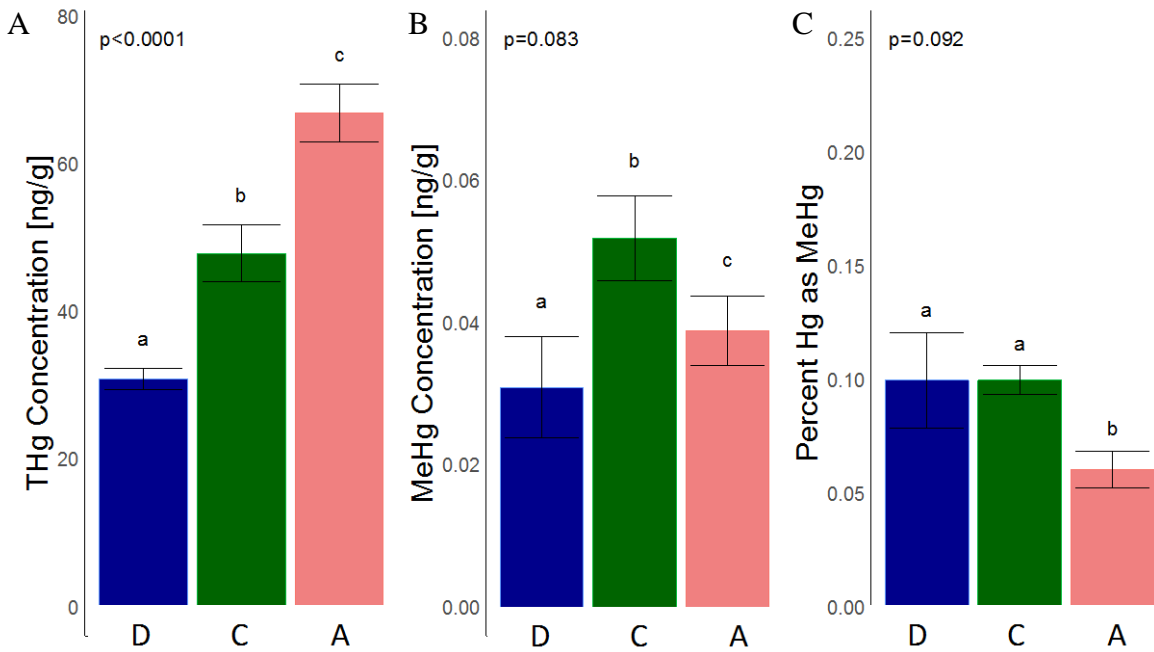 A
p<0.0001
THg Concentration [ng/g]
80
60
40
20
0
a
b
c
D
C
A
B
p=0.083
MeHg Concentration [ng/g]
0.08
0.06
0.04
0.02
0.00
a
b
c
D
C
A
C
p=0.092
Percent Hg as MeHg
0.25
0.20
0.15
0.10
0.05
0.00
a
a
b
D
C
A